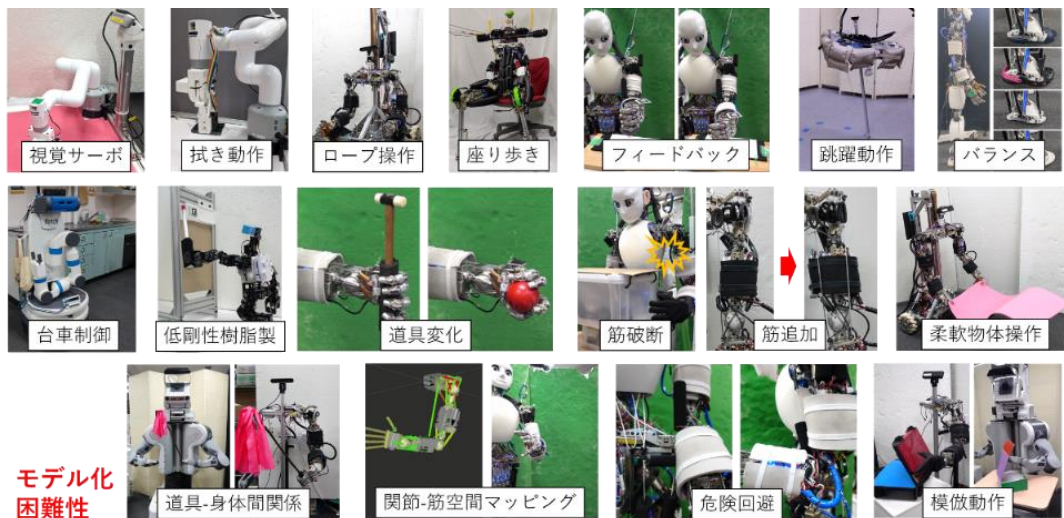 視覚サーボ
拭き動作
ロープ操作
座り歩き
フィードバック
跳躍動作
バランス
台車制御
低剛性樹脂製
道具変化
筋破断
筋追加
柔軟物体操作
モデル化
困難性
道具-身体間関係
関節-筋空間マッピング
危険回避
模倣動作